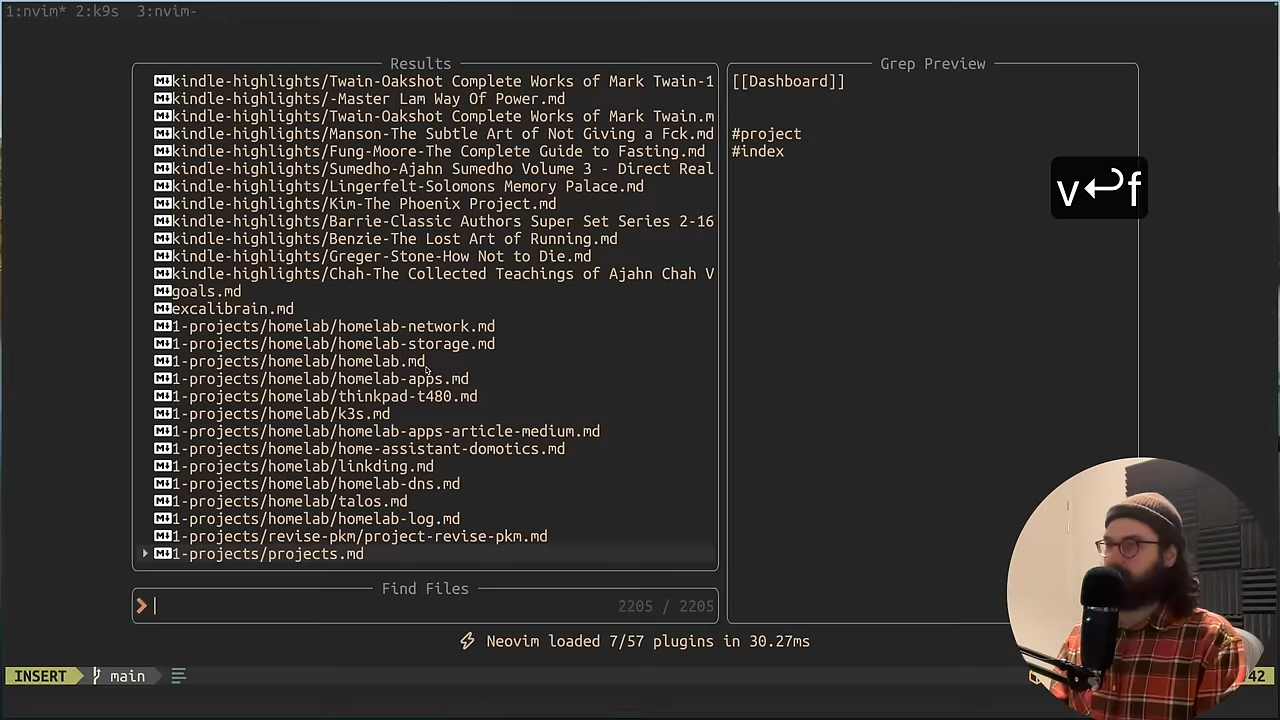 1:nvim* 2:k9s  3:nvim-
Results
kindle-highlights/Twain-Oakshot Complete Works of Mark Twain-1
kindle-highlights/-Master Lam Way Of Power.md
kindle-highlights/Twain-Oakshot Complete Works of Mark Twain.m
kindle-highlights/Manson-The Subtle Art of Not Giving a Fck.md
kindle-highlights/Fung-Moore-The Complete Guide to Fasting.md
kindle-highlights/Sumedho-Ajahn Sumedho Volume 3 - Direct Real
kindle-highlights/Lingerfelt-Solomons Memory Palace.md
kindle-highlights/Kim-The Phoenix Project.md
kindle-highlights/Barrie-Classic Authors Super Set Series 2-16
kindle-highlights/Benzie-The Lost Art of Running.md
kindle-highlights/Greger-Stone-How Not to Die.md
kindle-highlights/Chah-The Collected Teachings of Ajahn Chah V
goals.md
excalibrain.md
1-projects/homelab/homelab-network.md
1-projects/homelab/homelab-storage.md
1-projects/homelab/homelab.md
1-projects/homelab/homelab-apps.md
1-projects/homelab/thinkpad-t480.md
1-projects/homelab/k3s.md
1-projects/homelab/homelab-apps-article-medium.md
1-projects/homelab/home-assistant-domotics.md
1-projects/homelab/linkding.md
1-projects/homelab/homelab-dns.md
1-projects/homelab/talos.md
1-projects/homelab/homelab-log.md
1-projects/revise-pkm/project-revise-pkm.md
1-projects/projects.md
Find Files
2205 / 2205
Grep Preview
[[Dashboard]]
#project
#index
v↩f
Neovim loaded 7/57 plugins in 30.27ms
INSERT main
42